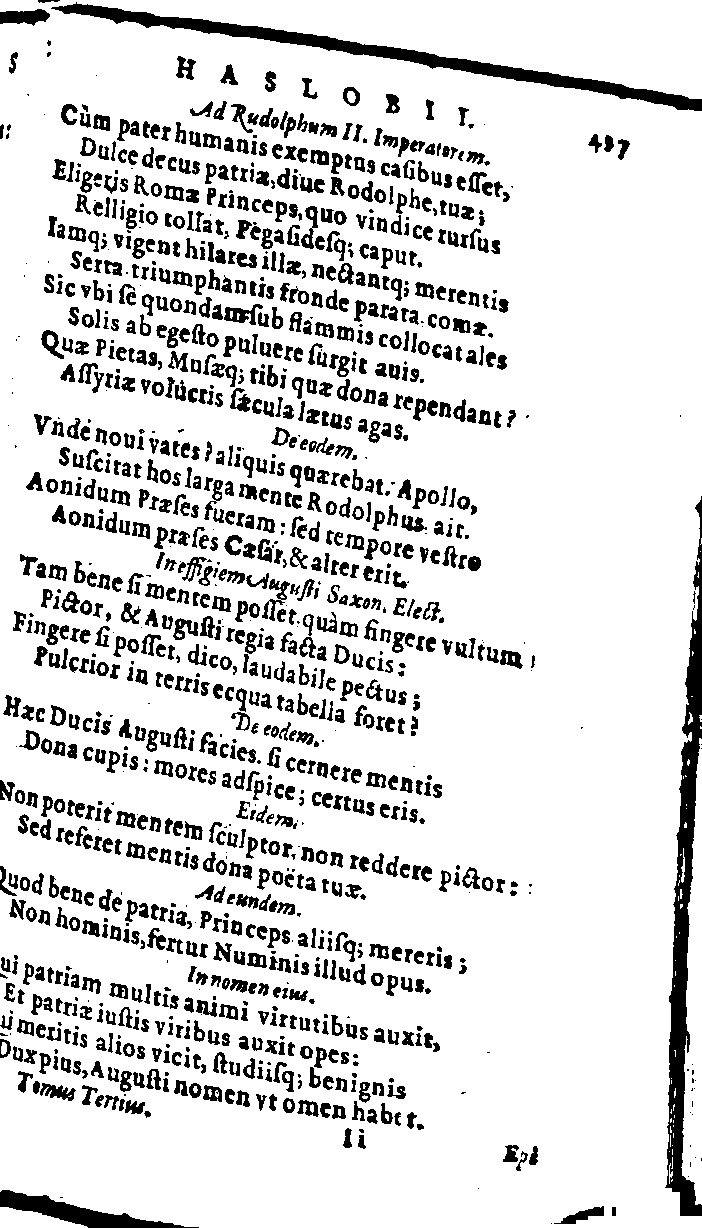 HASLOBII. 497
Ad Rudolphum II. Imperatorem.
Cùm pater humanis exemptus casibus esset,
Dulce decus patriæ, diue Rodolphe, tuæ;
Eligeris Romæ Princeps, quo vindice rursus
Relligio tollat, Pegasidesq; caput.
Iamq; vigent hilares illæ, nectantq; merentis
Serta triumphantis fronde parata comæ.
Sic vbi se quondam sub flammis collocat ales
Solis ab egesto puluere surgit auis.
Quæ Pietas, Musæq; tibi quæ dona rependant?
Assyriæ volucris sæcula lætus agas.
De eodem.
Vnde noui vates? aliquis quærebat. Apollo,
Suscitat hos larga mente Rodolphus. ait.
Aonidum Præses fueram: sed tempore vestro
Aonidum præses Cæsar, & alter erit.
In effigiem Augusti Saxon. Elect.
Tam bene si mentem posset quàm fingere vultum
Pictor, & Augusti regia facta Ducis:
Fingere si posset, dico, laudabile pectus;
Pulcrior in terris ecqua tabella foret?
De eodem.
Hæc Ducis Augusti facies. si cernere mentis
Dona cupis: mores adspice; certus eris.
Eidem.
Non poterit mentem sculptor, non reddere pictor:
Sed referet mentis dona poëta tuæ.
Ad eundem.
Quod bene de patria, Princeps aliisq; mereris;
Non hominis, fertur Numinis illud opus.
In nomen eius.
ui patriam multis animi virtutibus auxit,
Et patriæ iustis viribus auxit opes:
ui meritis alios vicit, studiisq; benignis
Dux pius, Augusti nomen vt omen habet.
Tomus Tertius. Ii Epi